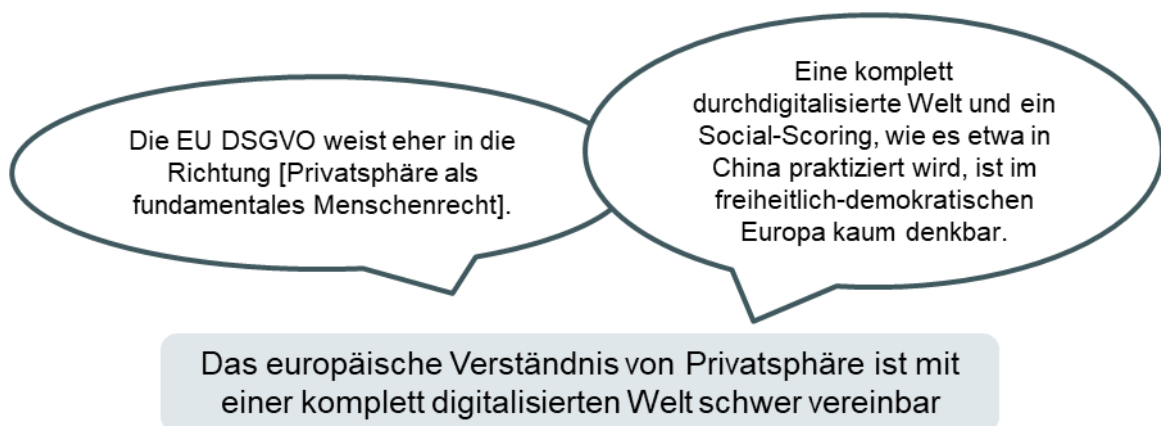 Die EU DSGVO weist eher in die
Richtung [Privatsphäre als
fundamentales Menschenrecht].
Eine komplett
durchdigitalisierte Welt und ein
Social-Scoring, wie es etwa in
China praktiziert wird, ist im
freiheitlich-demokratischen
Europa kaum denkbar.
Das europäische Verständnis von Privatsphäre ist mit
einer komplett digitalisierten Welt schwer vereinbar